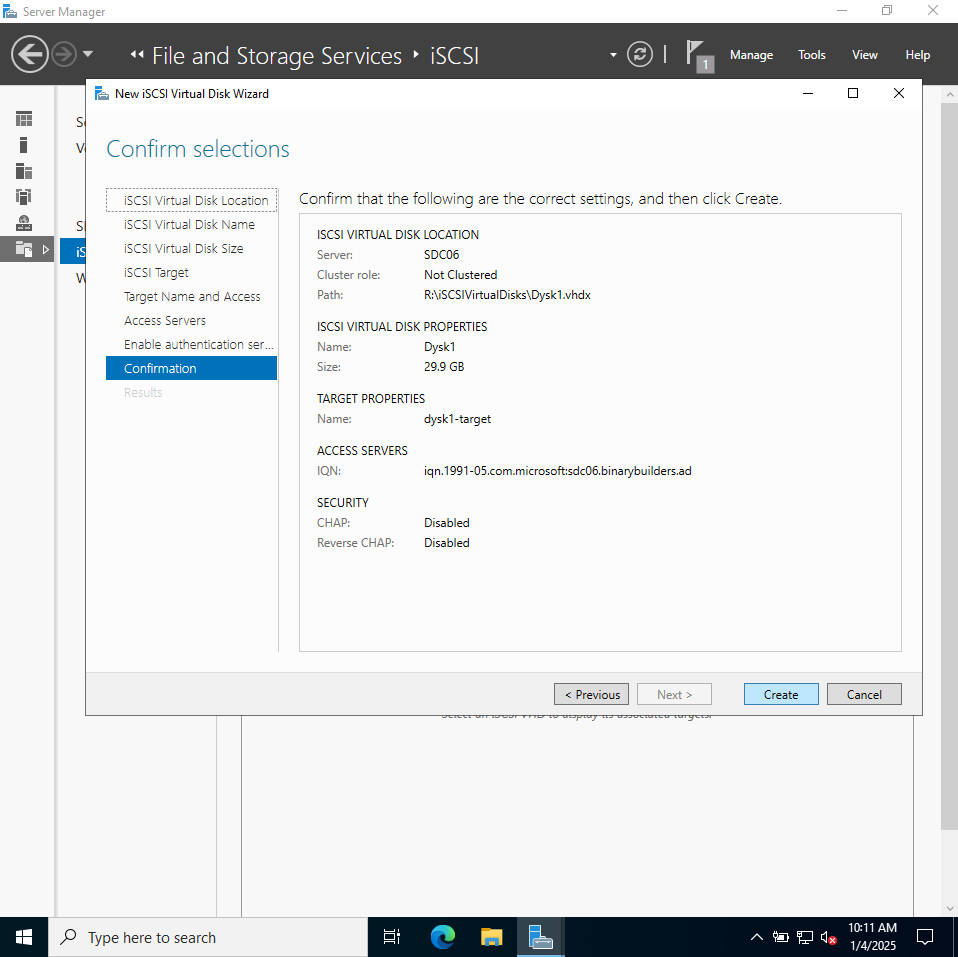 Server Manager
File and Storage Services
iSCSI
1
Manage
Tools
View
Help
New iSCSI Virtual Disk Wizard
Confirm selections
iSCSI Virtual Disk Location
iSCSI Virtual Disk Name
iSCSI Virtual Disk Size
iSCSI Target
Target Name and Access
Access Servers
Enable authentication ser...
Confirmation
Results
Confirm that the following are the correct settings, and then click Create.
ISCSI VIRTUAL DISK LOCATION
Server: SDC06
Cluster role: Not Clustered
Path: R:\iSCSIVirtualDisks\Dysk1.vhdx
ISCSI VIRTUAL DISK PROPERTIES
Name: Dysk1
Size: 29.9 GB
TARGET PROPERTIES
Name: dysk1-target
ACCESS SERVERS
IQN: iqn.1991-05.com.microsoft:sdc06.binarybuilders.ad
SECURITY
CHAP: Disabled
Reverse CHAP: Disabled
< Previous
Next >
Create
Cancel
Select an iSCSI VHD to display its associated targets.
Type here to search
10:11 AM
1/4/2025